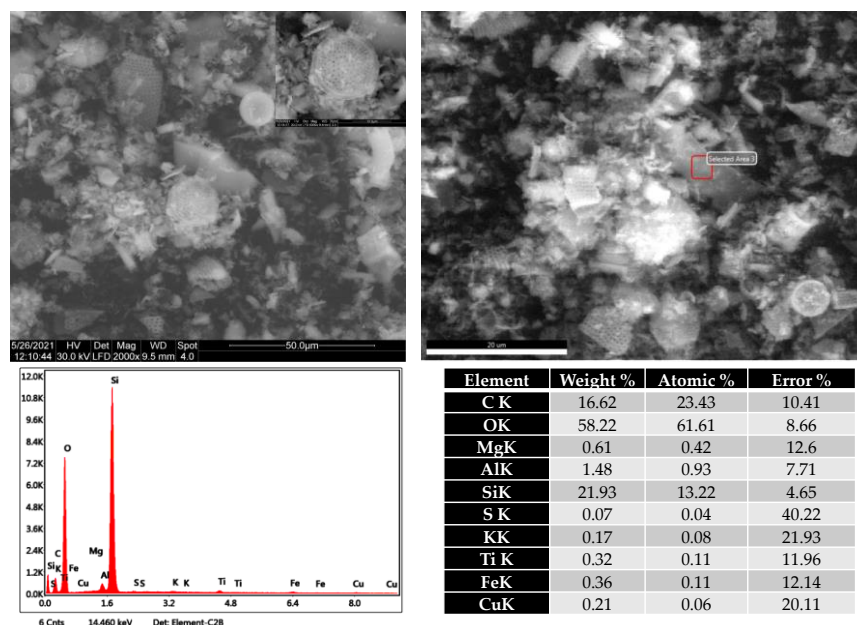 5/26/2021 HV Det Mag WD Spot 50.0µm
12:10:44 30.0 kV LFD 2000x 9.5 mm 4.0
Selected Area 3
20 um
12.0K
10.8K
9.6K
8.4K
7.2K
6.0K
4.8K
3.6K
2.4K
1.2K
0.0K
Si
O
C
Si K Fe
S Ti Cu
Mg
Al
S S K K Ti Ti Fe Fe Cu Cu
0.0 1.6 3.2 4.8 6.4 8.0
6 Cnts 14.460 keV Det: Element-C2B
Element Weight % Atomic % Error %
C K 16.62 23.43 10.41
OK 58.22 61.61 8.66
MgK 0.61 0.42 12.6
AlK 1.48 0.93 7.71
SiK 21.93 13.22 4.65
S K 0.07 0.04 40.22
KK 0.17 0.08 21.93
Ti K 0.32 0.11 11.96
FeK 0.36 0.11 12.14
CuK 0.21 0.06 20.11